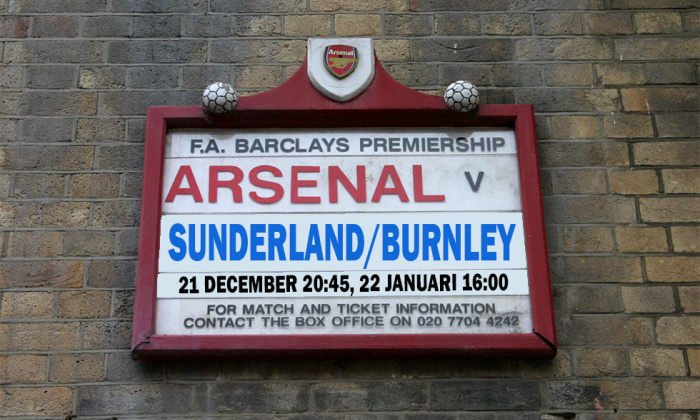 Arsenal
F.A. BARCLAYS PREMIERSHIP
ARSENAL V
SUNDERLAND/BURNLEY
21 DECEMBER 20:45, 22 JANUARI 16:00
FOR MATCH AND TICKET INFORMATION
CONTACT THE BOX OFFICE ON 020 7704 4242